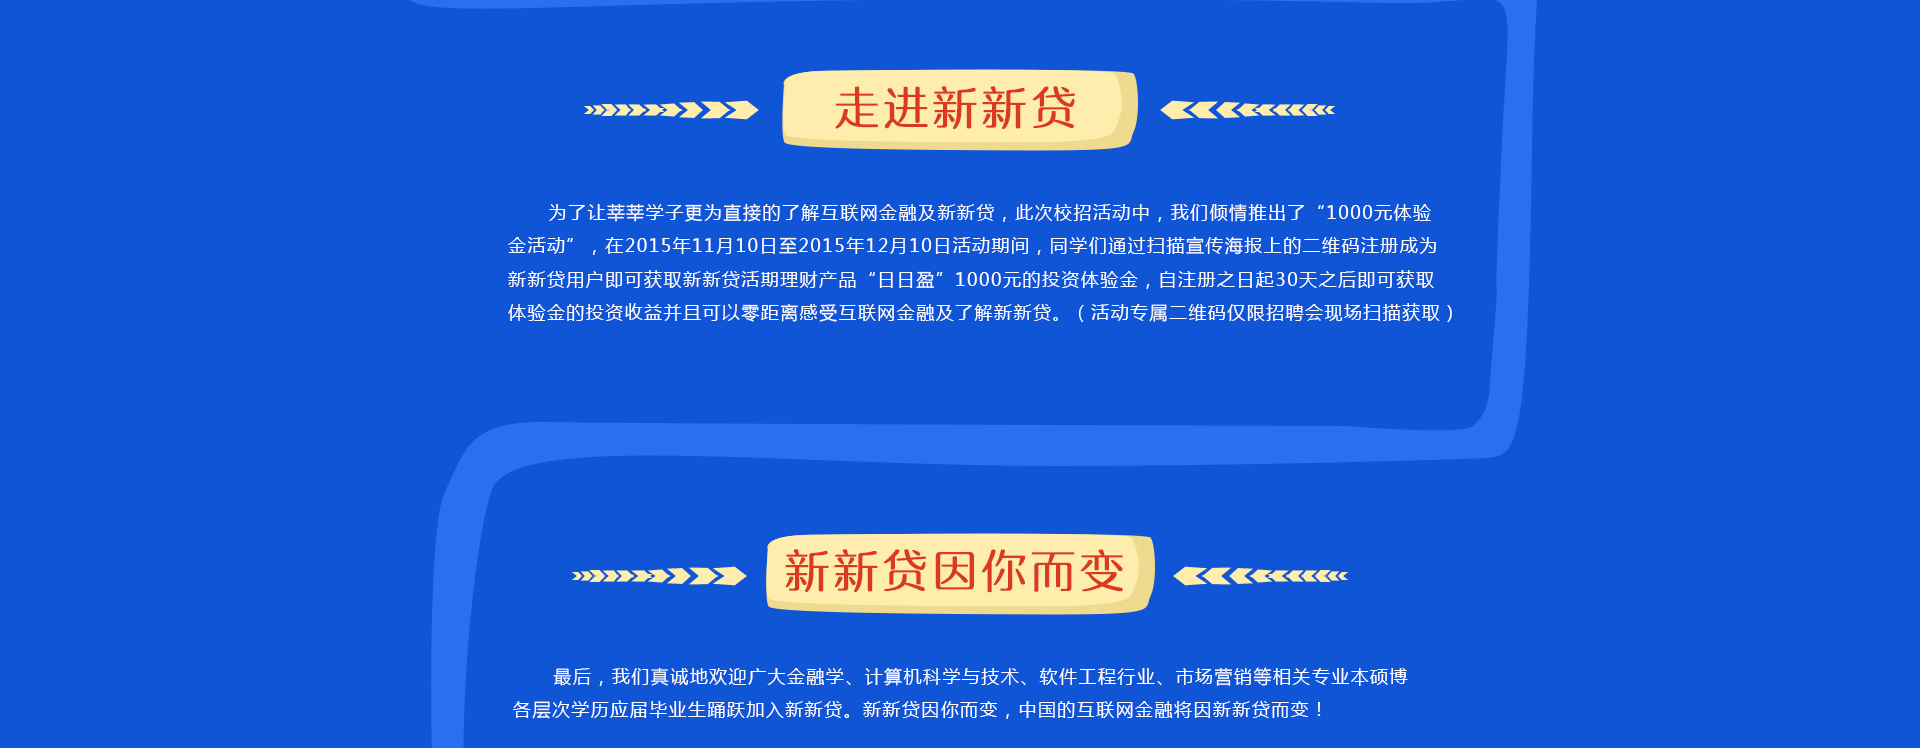 走进新新贷
为了让莘莘学子更为直接的了解互联网金融及新新贷，此次校招活动中，我们倾情推出了“1000元体验
金活动”，在2015年11月10日至2015年12月10日活动期间，同学们通过扫描宣传海报上的二维码注册成为
新新贷用户即可获取新新贷活期理财产品“日日盈”1000元的投资体验金，自注册之日起30天之后即可获取
体验金的投资收益并且可以零距离感受互联网金融及了解新新贷。（活动专属二维码仅限招聘会现场扫描获取）
新新贷因你而变
最后，我们真诚地欢迎广大金融学、计算机科学与技术、软件工程行业、市场营销等相关专业本硕博
各层次学历应届毕业生踊跃加入新新贷。新新贷因你而变，中国的互联网金融将因新新贷而变！